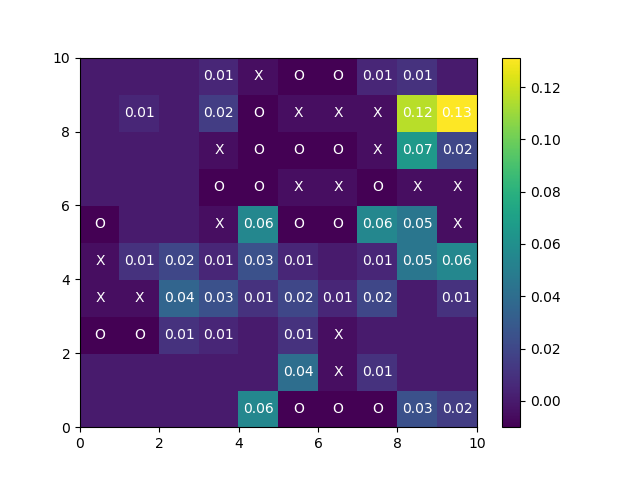 10 0.01 X O O 0.01 0.01 0.12
0.01 0.02 O X X X 0.12 0.13
8 0.10
X O O O X 0.07 0.02
O O X X O X X 0.08
6
O X 0.06 O O 0.06 0.05 X 0.06
X 0.01 0.02 0.01 0.03 0.01 0.01 0.05 0.06
4 0.04
X X 0.04 0.03 0.01 0.02 0.01 0.02 0.01
O O 0.01 0.01 0.01 X 0.02
2
0.04 X 0.01
0.06 O O O 0.03 0.02 0.00
0
0 2 4 6 8 10